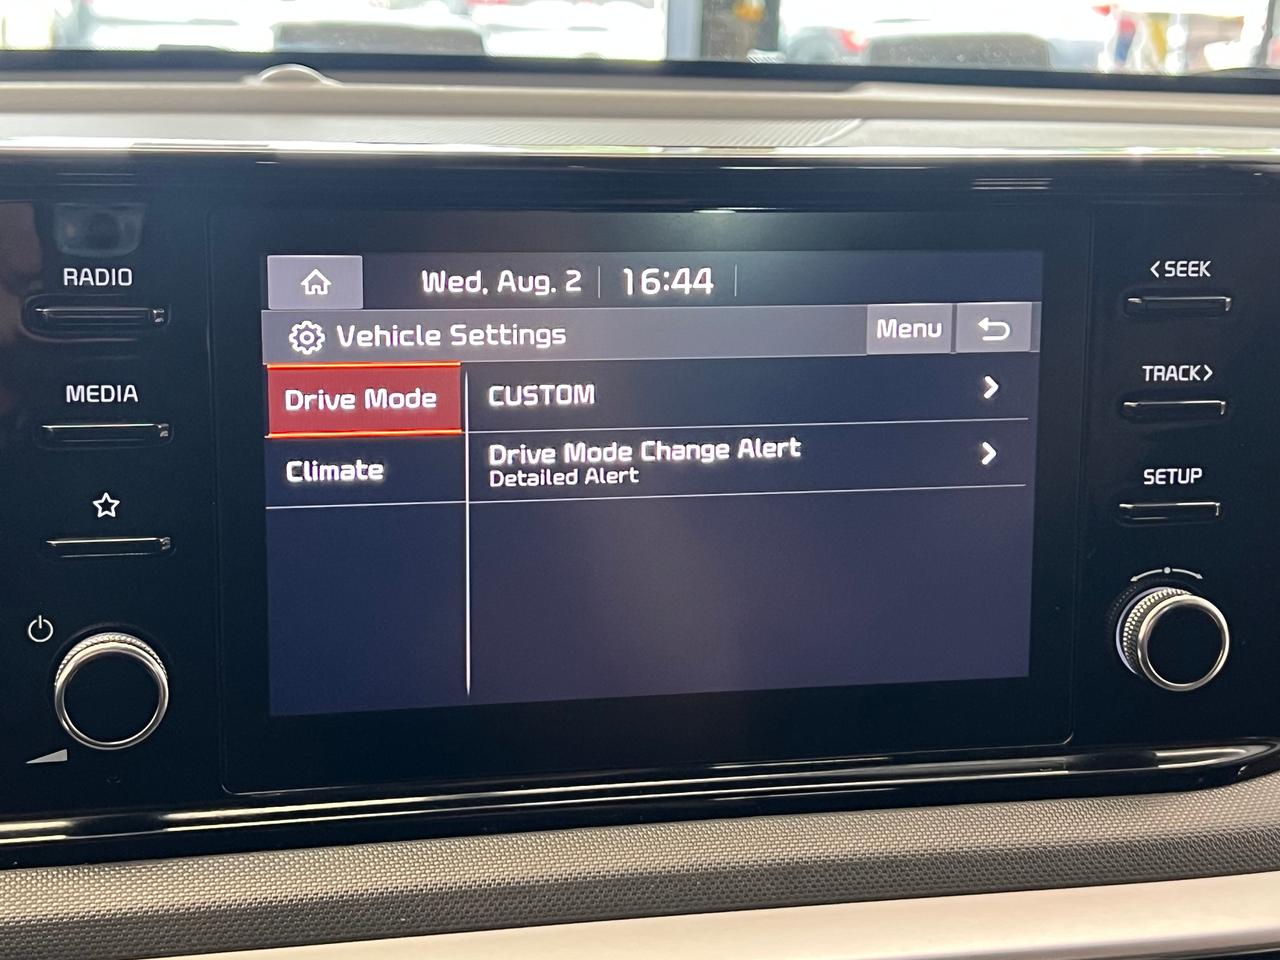 RADIO
MEDIA
Wed, Aug. 2
16:44
Vehicle Settings
Menu
Drive Mode
Climate
CUSTOM
Drive Mode Change Alert
Detailed Alert
<SEEK
TRACK>
SETUP